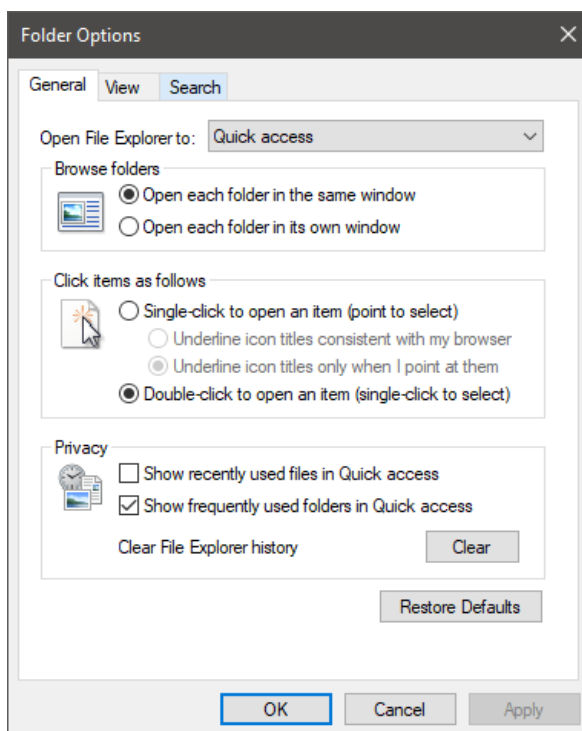 Folder Options
General View Search
Open File Explorer to: Quick access
Browse folders
Open each folder in the same window
Open each folder in its own window
Click items as follows
Single-click to open an item (point to select)
Underline icon titles consistent with my browser
Underline icon titles only when I point at them
Double-click to open an item (single-click to select)
Privacy
Show recently used files in Quick access
Show frequently used folders in Quick access
Clear File Explorer history Clear
Restore Defaults
OK Cancel Apply